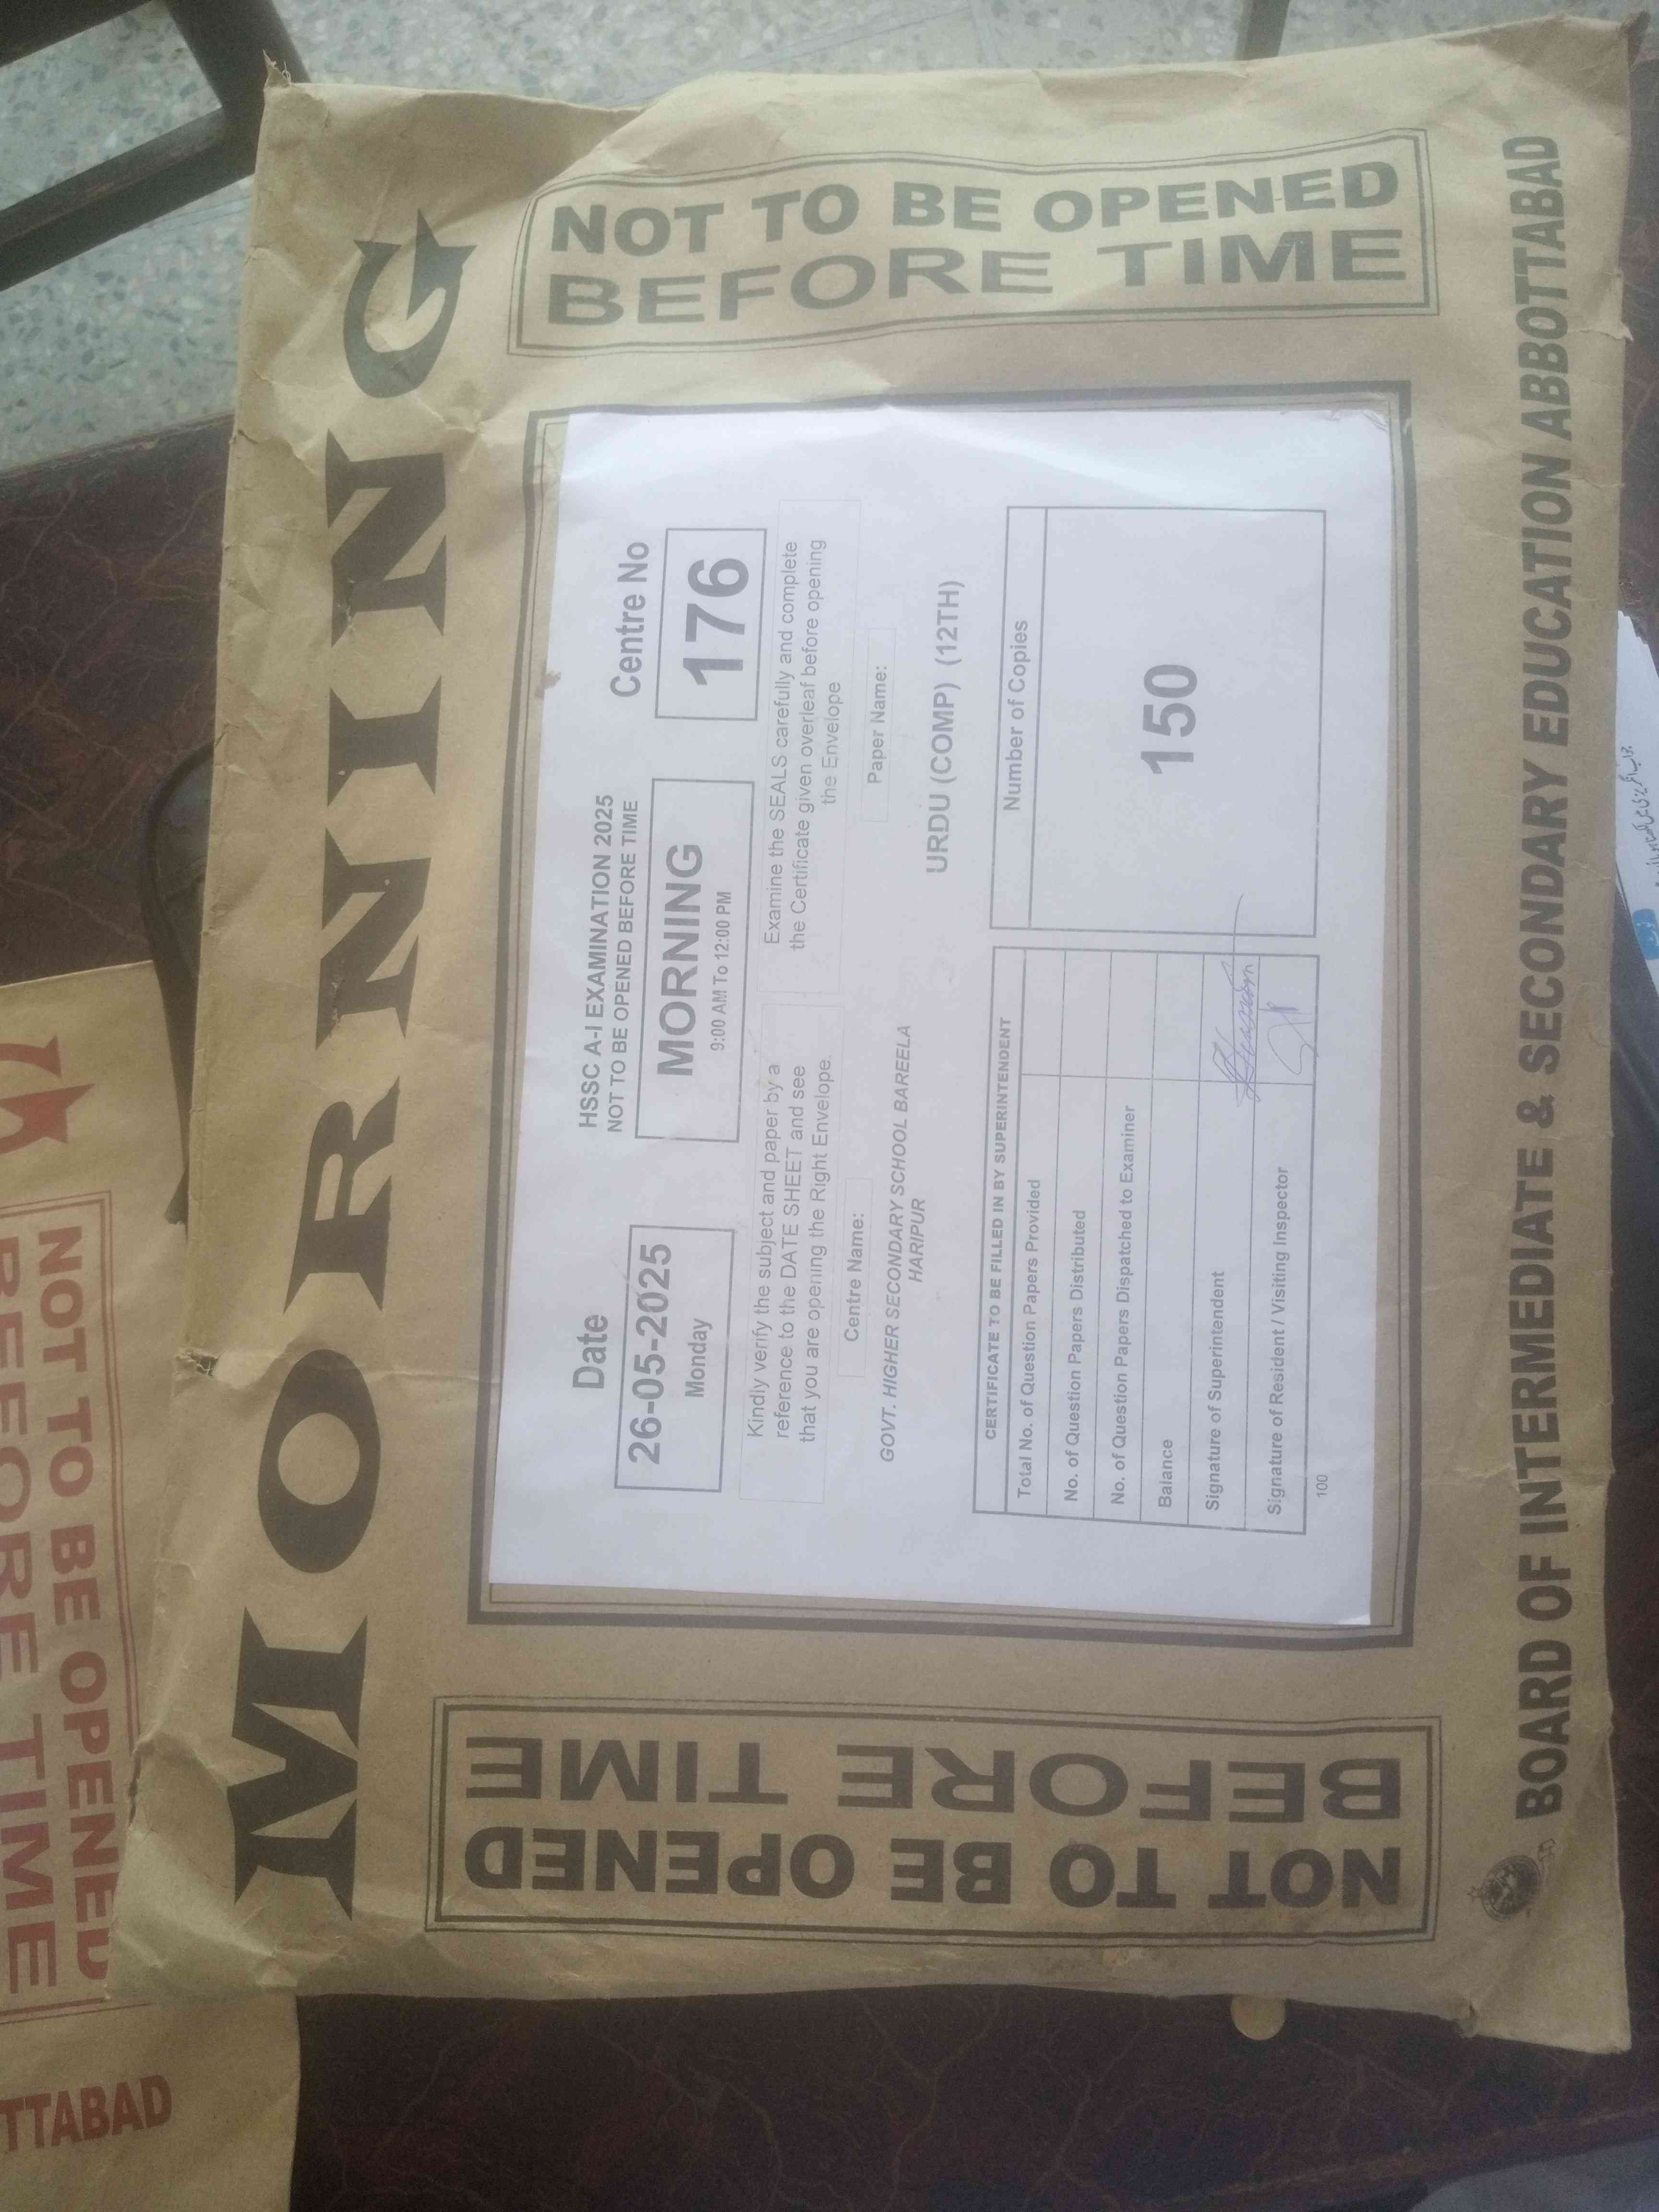 MORNING
NOT TO BE OPENED
BEFORE TIME
HSSC A-I EXAMINATION 2025
NOT TO BE OPENED BEFORE TIME
Date
26-05-2025
Monday
MORNING
9:00 AM To 12:00 PM
Centre No
176
Kindly verify the subject and paper by a
reference to the DATE SHEET and see
that you are opening the Right Envelope.
Examine the SEALS carefully and complete
the Certificate given overleaf before opening
the Envelope
Centre Name:
GOVT. HIGHER SECONDARY SCHOOL BAREELA
HARIPUR
Paper Name:
URDU (COMP) (12TH)
CERTIFICATE TO BE FILLED IN BY SUPERINTENDENT
Total No. of Question Papers Provided
No. of Question Papers Distributed
No. of Question Papers Dispatched to Examiner
Balance
Signature of Superintendent
Signature of Resident / Visiting Inspector
100
Number of Copies
150
NOT TO BE OPENED
BEFORE TIME
BOARD OF INTERMEDIATE & SECONDARY EDUCATION ABBOTTABAD
NOT TO BE OPENED
BEFORE TIME
TTABAD